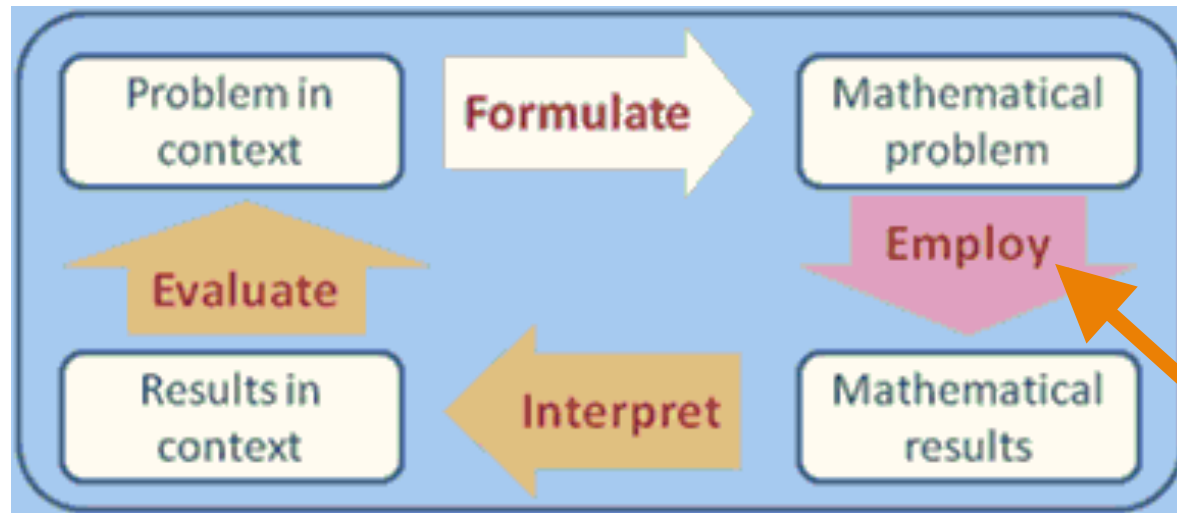 Problem in
context
Formulate
Mathematical
problem
Employ
Evaluate
Results in
context
Interpret
Mathematical
results